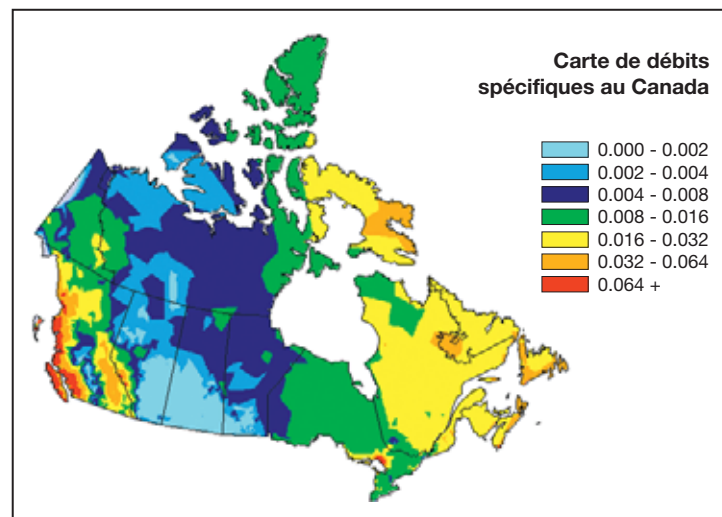 Carte de débits
spécifiques au Canada
0.000 - 0.002
0.002 - 0.004
0.004 - 0.008
0.008 - 0.016
0.016 - 0.032
0.032 - 0.064
0.064 +